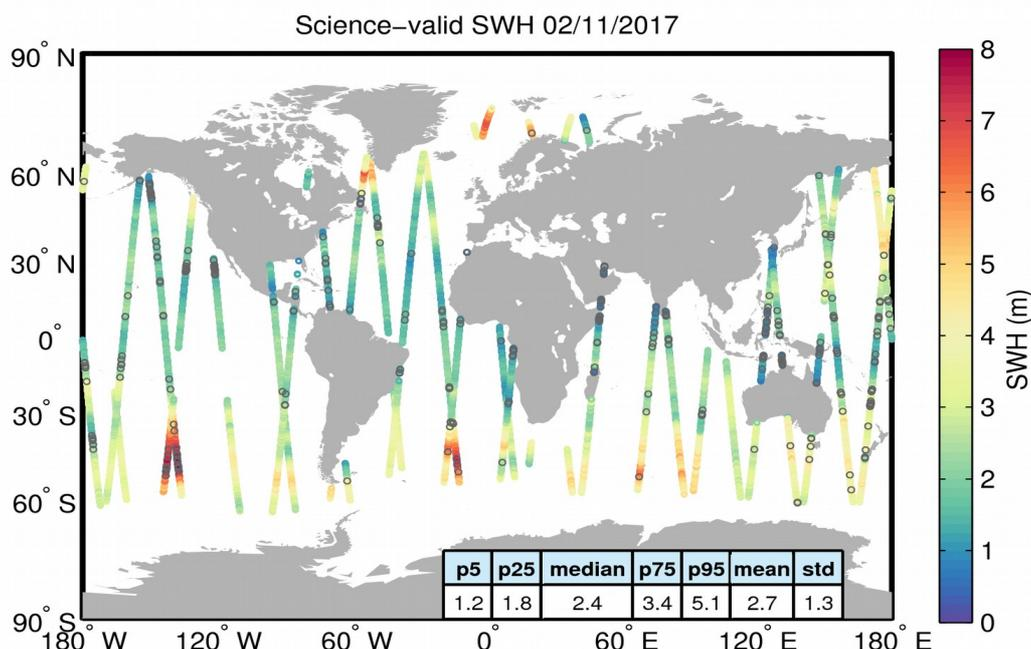 Science−valid SWH 02/11/2017
90° N
60° N
30° N
0°
30° S
60° S
90° S
180° W 120° W 60° W 0° 60° E 120° E 180° E
p5 p25 median p75 p95 mean std
1.2 1.8 2.4 3.4 5.1 2.7 1.3
8
7
6
5
4
3
2
1
0
SWH (m)